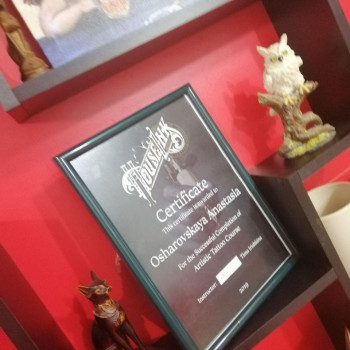 Certificate
This certificate is awarded to
Osharovskaya Anastasia
For the Successful Completion of
Artistic Tattoo Course
Instructor:
2019